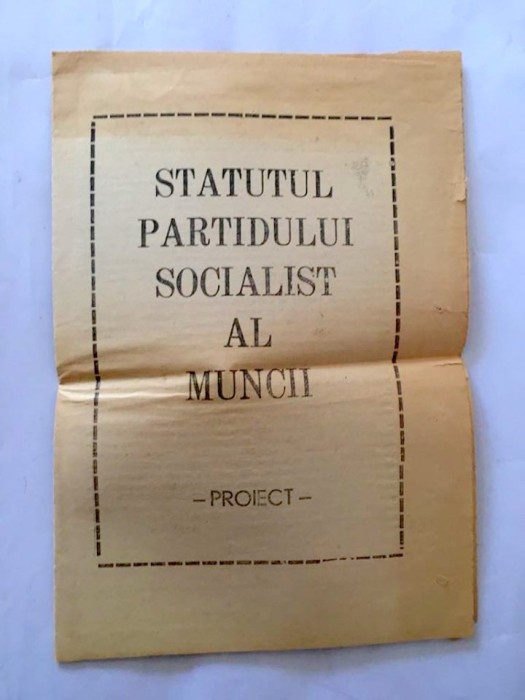 STATUTUL
PARTIDULUI
SOCIALIST
AL
MUNCII
– PROIECT –